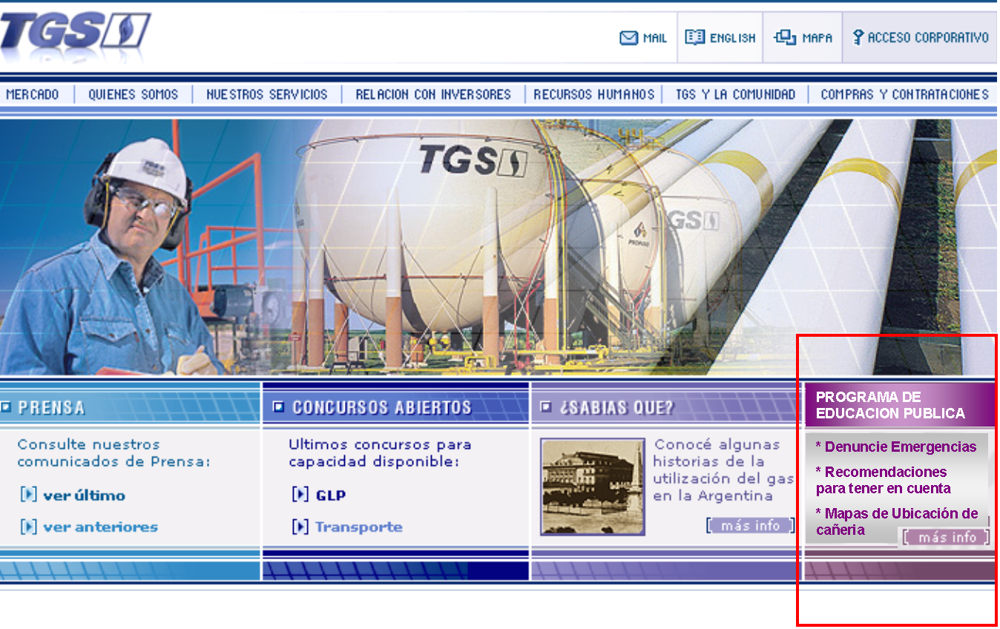 TGS
MAIL
ENGLISH
MAPA
ACCESO CORPORATIVO
MERCADO
QUIENES SOMOS
NUESTROS SERVICIOS
RELACION CON INVERSORES
RECURSOS HUMANOS
TGS Y LA COMUNIDAD
COMPRAS Y CONTRATACIONES
TGS
TGS
GS
PROPANO
PRENSA
Consulte nuestros
comunicados de Prensa:
ver último
ver anteriores
CONCURSOS ABIERTOS
Ultimos concursos para
capacidad disponible:
GLP
Transporte
¿SABIAS QUE?
Conocé algunas
historias de la
utilización del gas
en la Argentina
[ más info ]
PROGRAMA DE
EDUCACION PUBLICA
* Denuncie Emergencias
* Recomendaciones
para tener en cuenta
* Mapas de Ubicación de
cañeria
[ más info ]